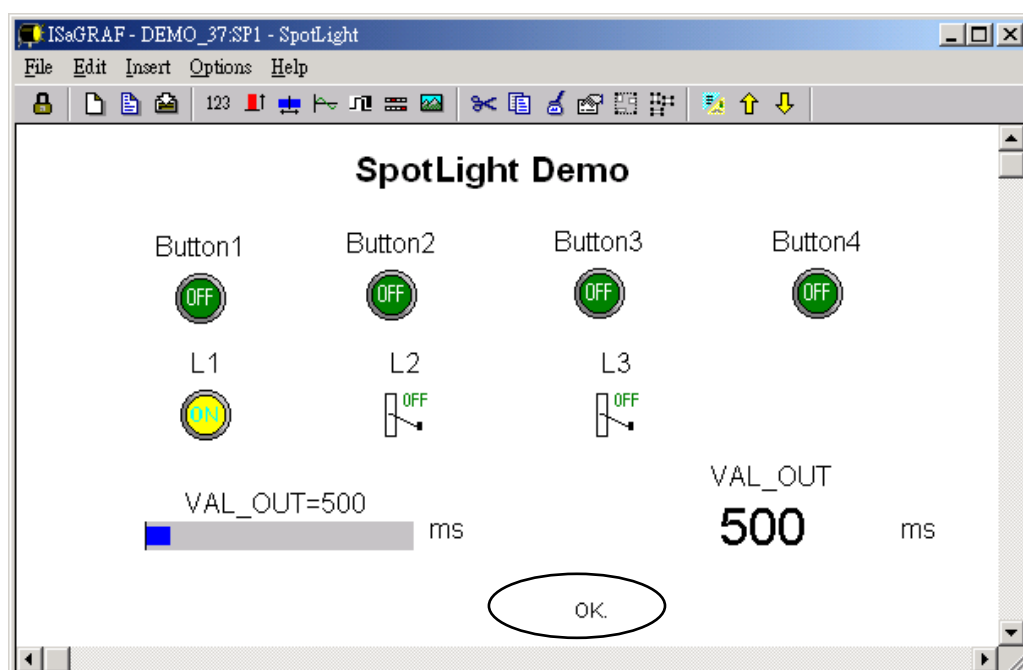 ISaGRAF - DEMO_37:SP1 - SpotLight
File Edit Insert Options Help
123
SpotLight Demo
Button1 Button2 Button3 Button4
OFF OFF OFF OFF
L1 L2 L3
ON OFF OFF
VAL_OUT=500 ms
VAL_OUT
500 ms
OK.